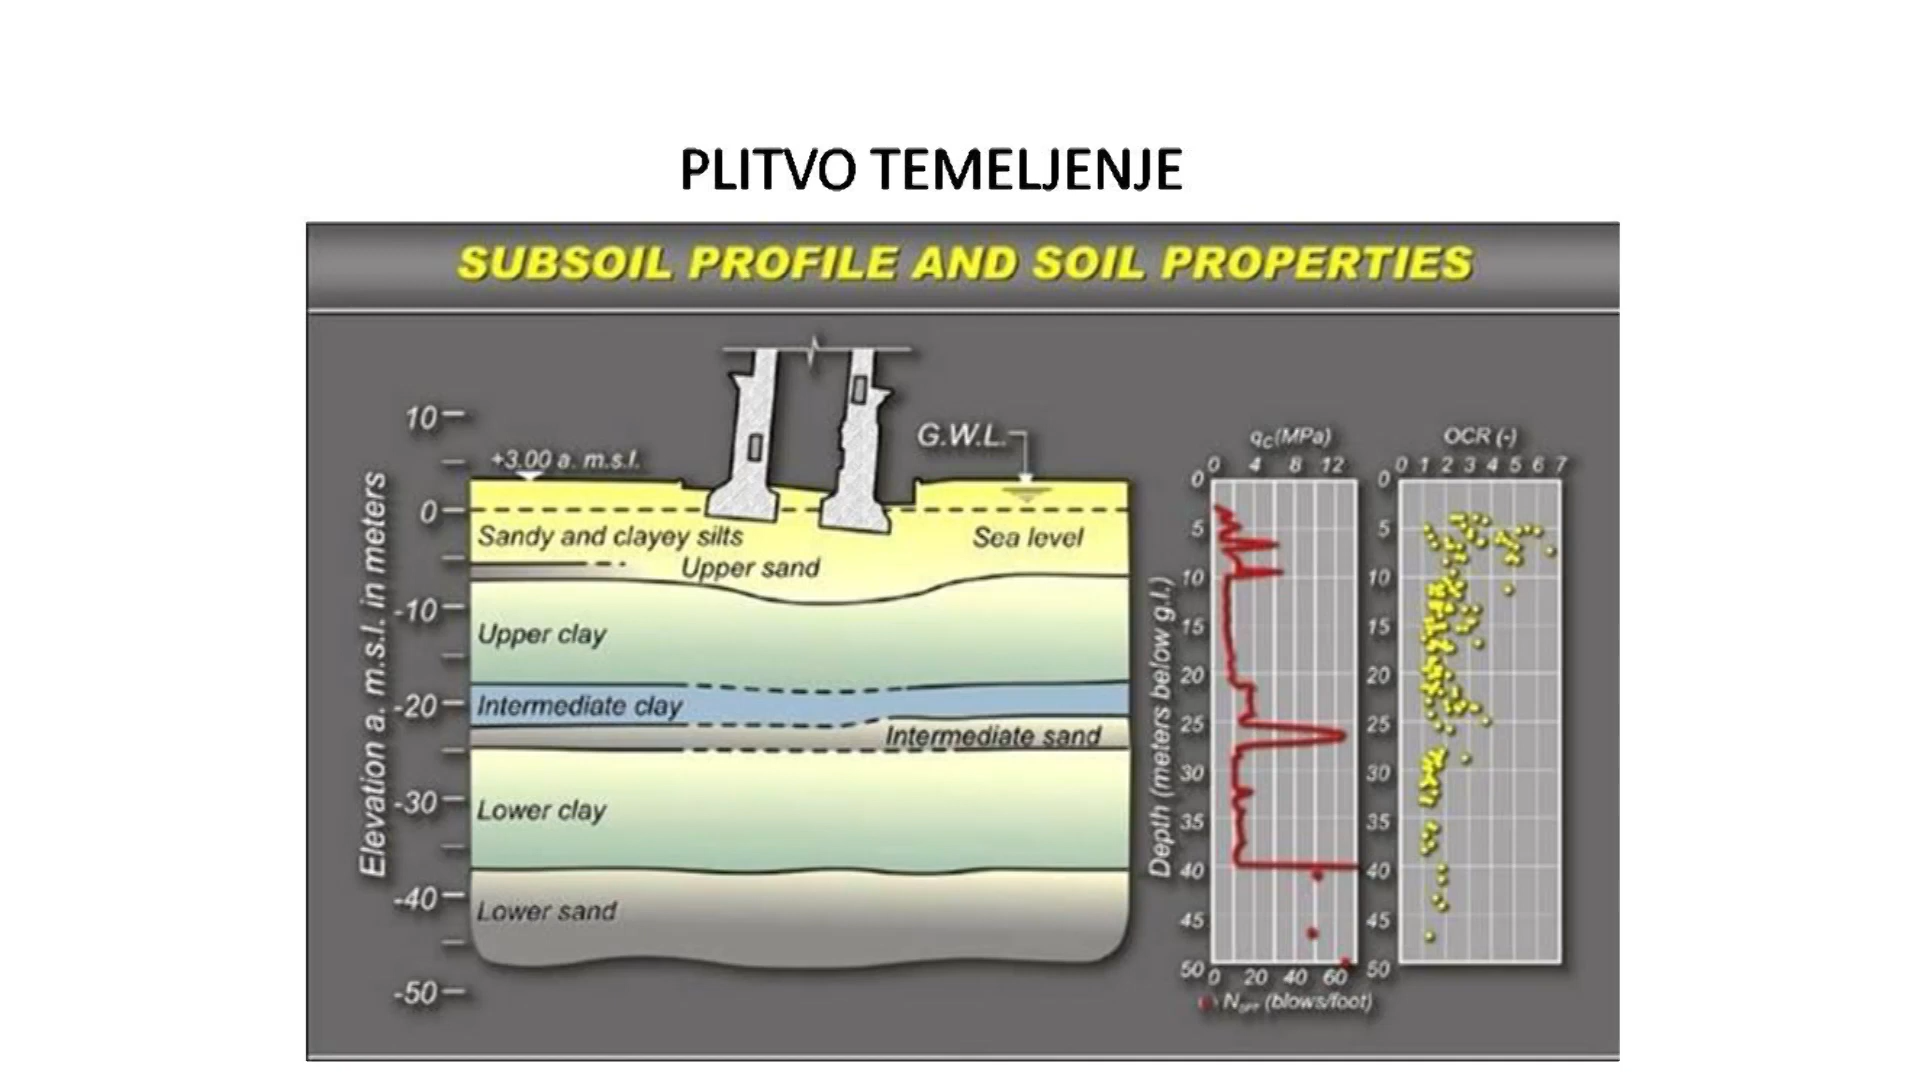 PLITVO TEMELJENJE
SUBSOIL PROFILE AND SOIL PROPERTIES
Elevation a. m.s.l. in meters
10
0
-10
-20
-30
-40
-50
+3.00 a. m.s.l.
G.W.L.
Sandy and clayey silts
Sea level
Upper sand
Upper clay
Intermediate clay
Intermediate sand
Lower clay
Lower sand
Depth (meters below g.l.)
qc(MPa)
0 4 8 12
0
5
10
15
20
25
30
35
40
45
50
0 20 40 60
NSPT (blows/foot)
OCR (-)
0 1 2 3 4 5 6 7
0
5
10
15
20
25
30
35
40
45
50